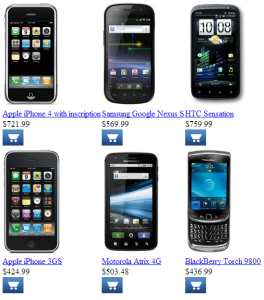 Apple iPhone 4 with inscription Samsung Google Nexus S HTC Sensation
$721.99 $569.99 $759.99
Apple iPhone 3GS Motorola Atrix 4G BlackBerry Torch 9800
$424.99 $503.48 $436.99